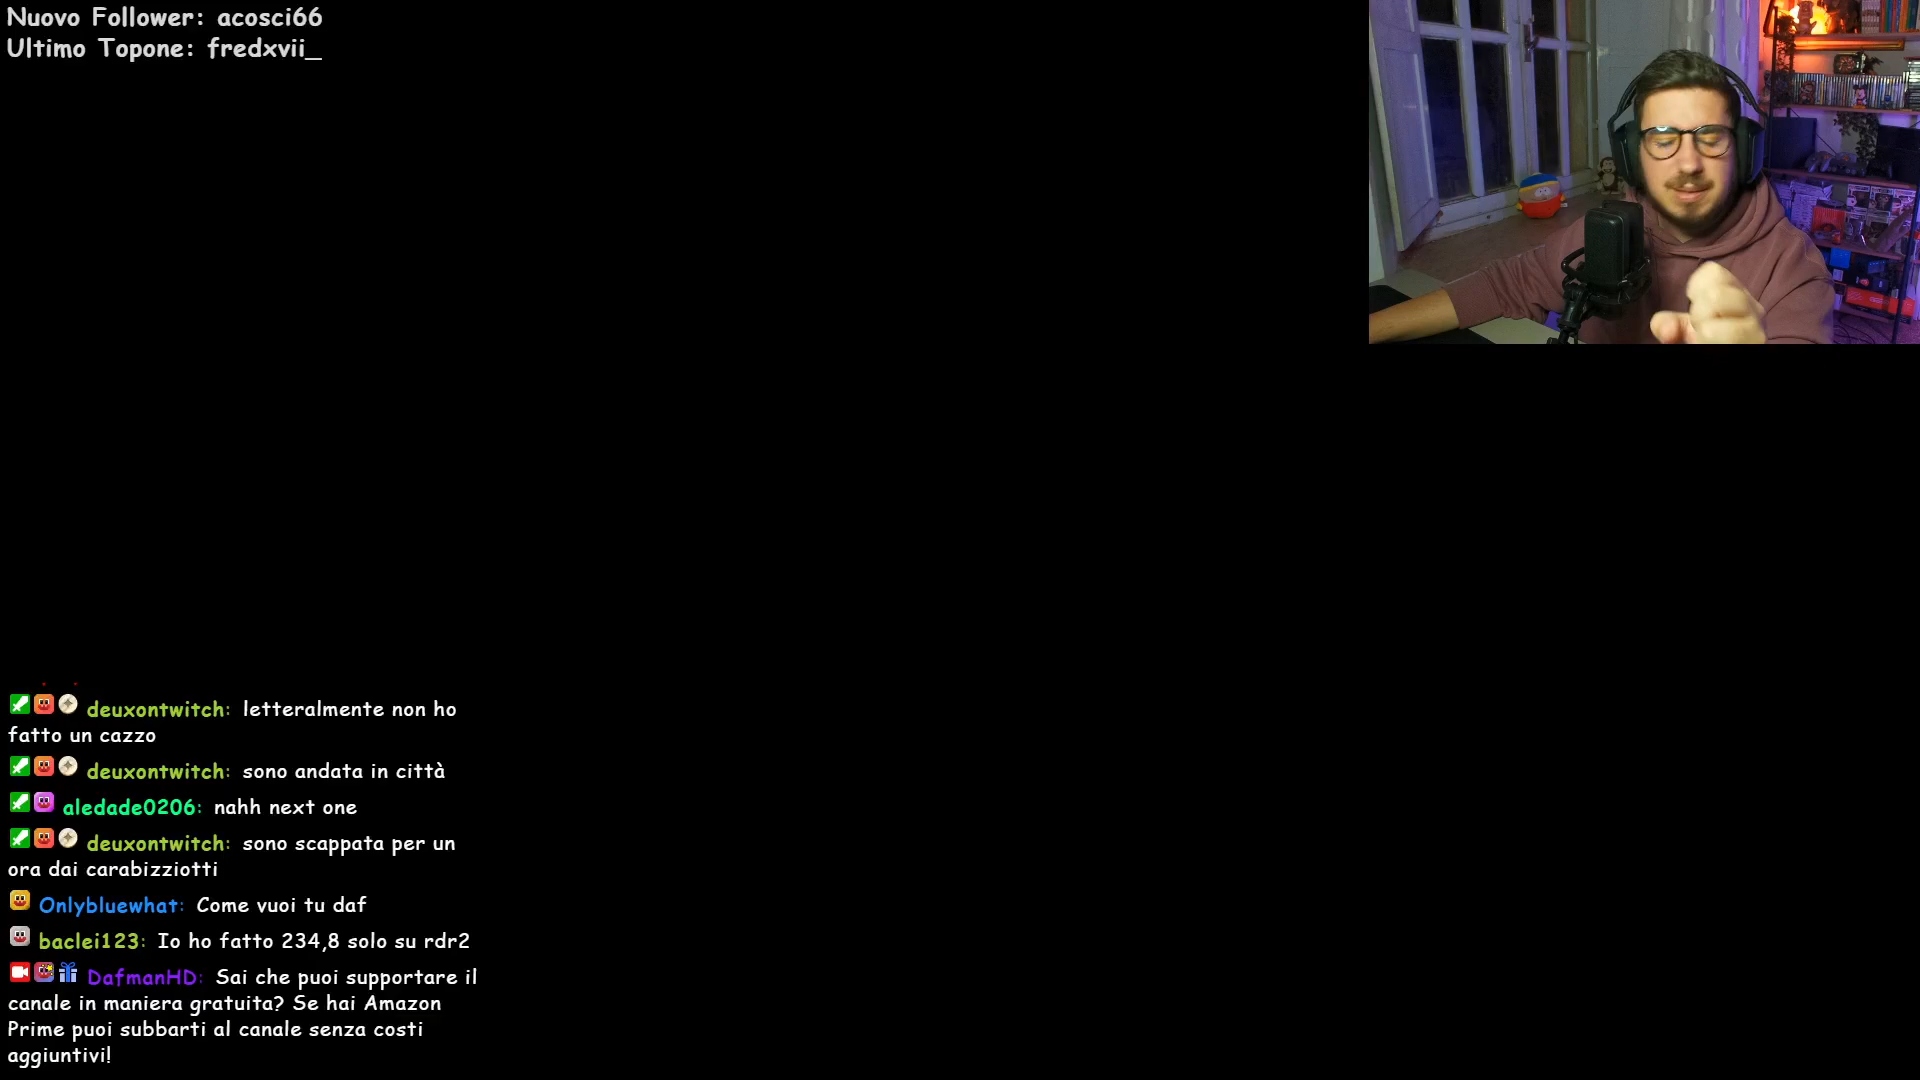 Nuovo Follower: acosci66
Ultimo Topone: fredxvii_
deuxontwitch: letteralmente non ho
fatto un cazzo
deuxontwitch: sono andata in città
aledade0206: nahh next one
deuxontwitch: sono scappata per un
ora dai carabizziotti
Onlybluewhat: Come vuoi tu daf
baclei123: Io ho fatto 234,8 solo su rdr2
DafmanHD: Sai che puoi supportare il
canale in maniera gratuita? Se hai Amazon
Prime puoi subbarti al canale senza costi
aggiuntivi!